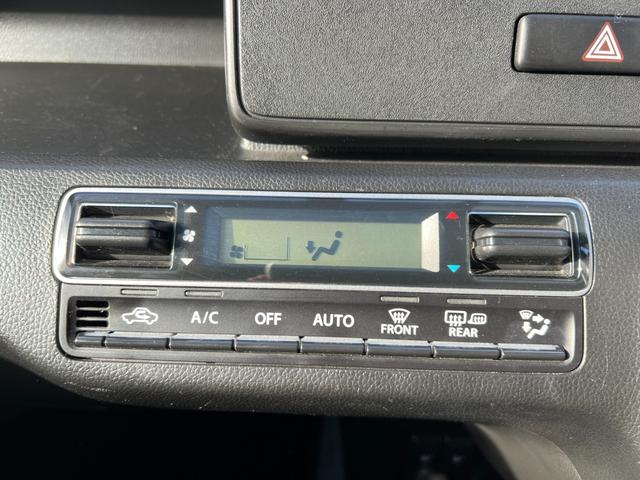 A/C OFF AUTO FRONT REAR